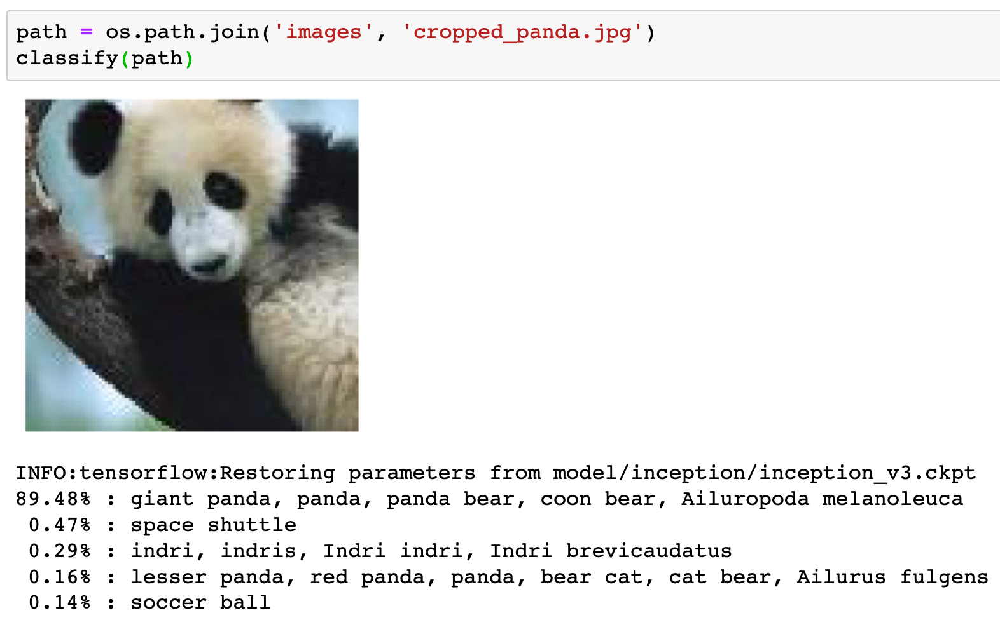 path = os.path.join('images', 'cropped_panda.jpg')
classify(path)
INFO:tensorflow:Restoring parameters from model/inception/inception_v3.ckpt
89.48% : giant panda, panda, panda bear, coon bear, Ailuropoda melanoleuca
0.47% : space shuttle
0.29% : indri, indris, Indri indri, Indri brevicaudatus
0.16% : lesser panda, red panda, panda, bear cat, cat bear, Ailurus fulgens
0.14% : soccer ball